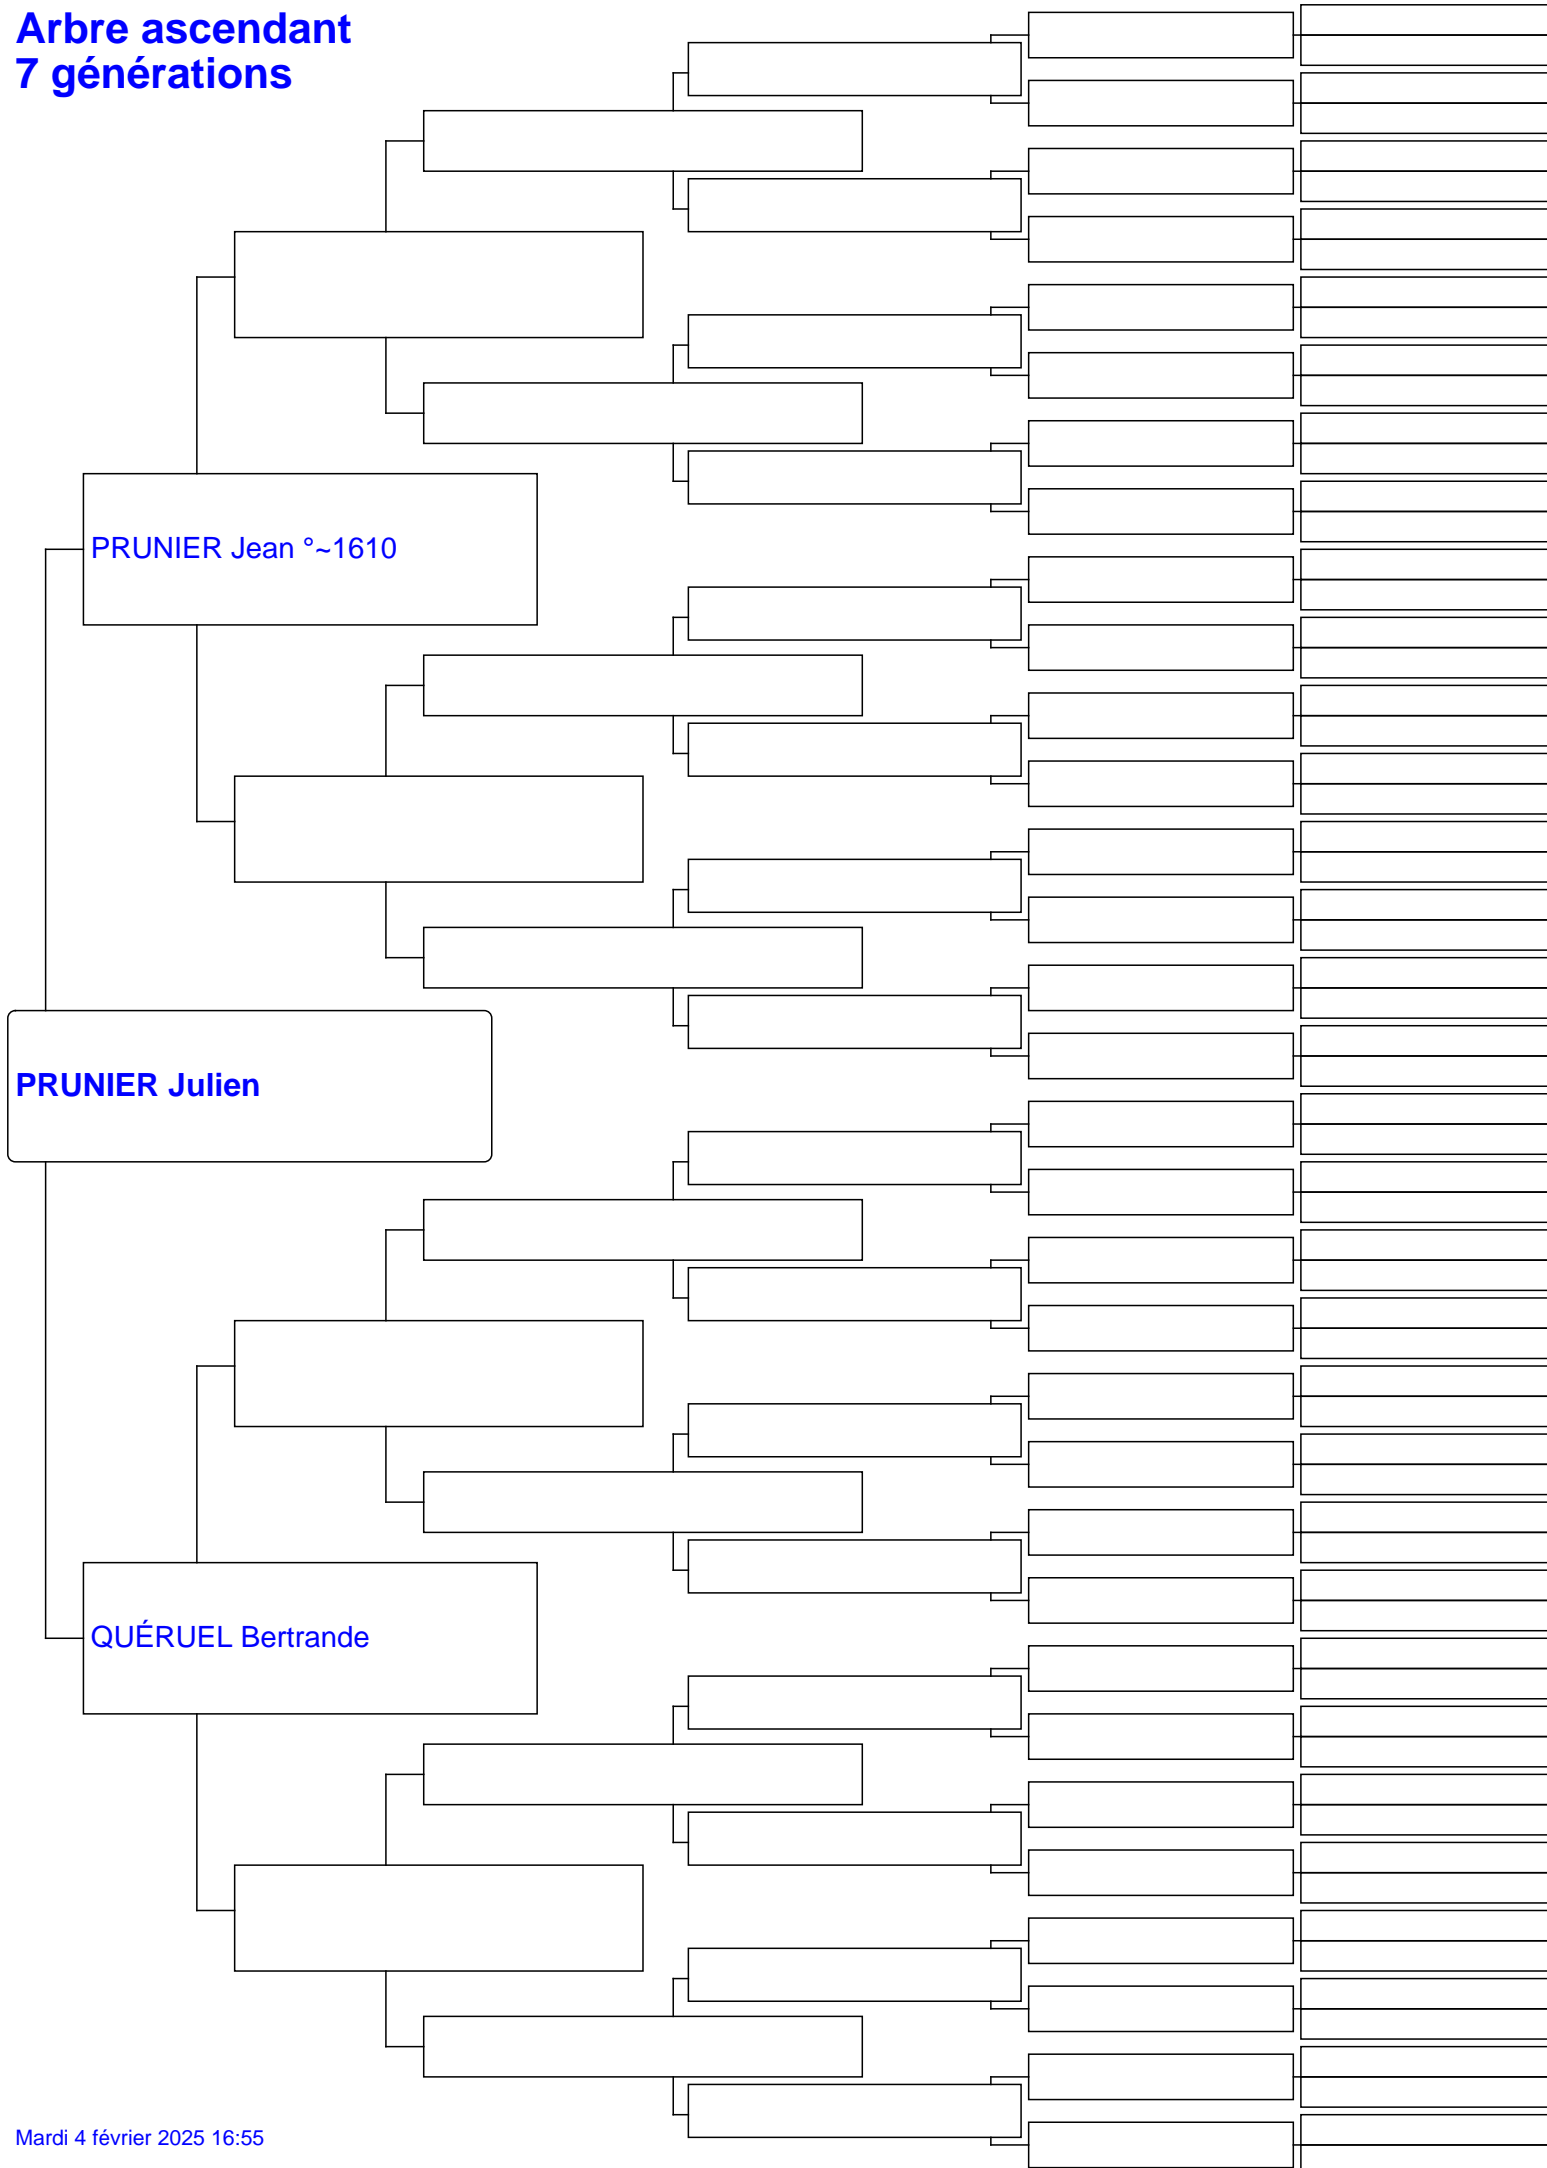 Arbre ascendant
7 générations
PRUNIER Jean °~1610
PRUNIER Julien
QUÉRUEL Bertrande
Mardi 4 février 2025 16:55